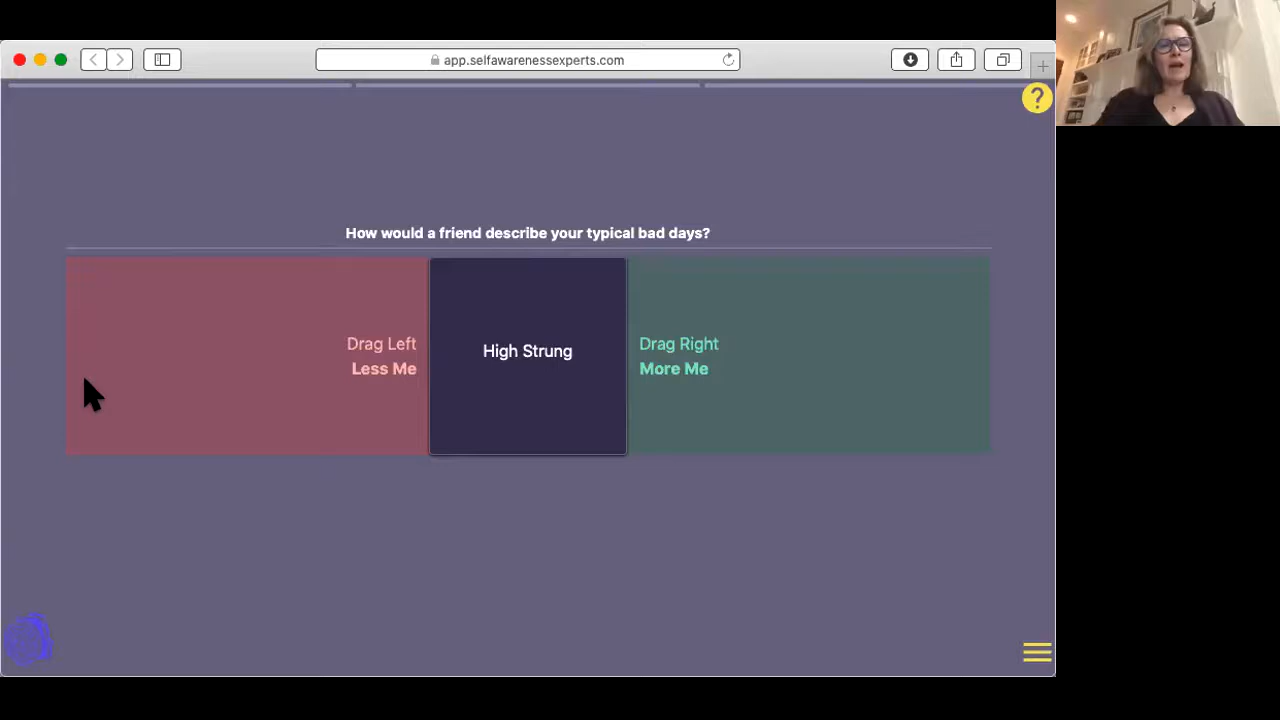 app.selfawarenessexperts.com
?
How would a friend describe your typical bad days?
Drag Left
Less Me
High Strung
Drag Right
More Me